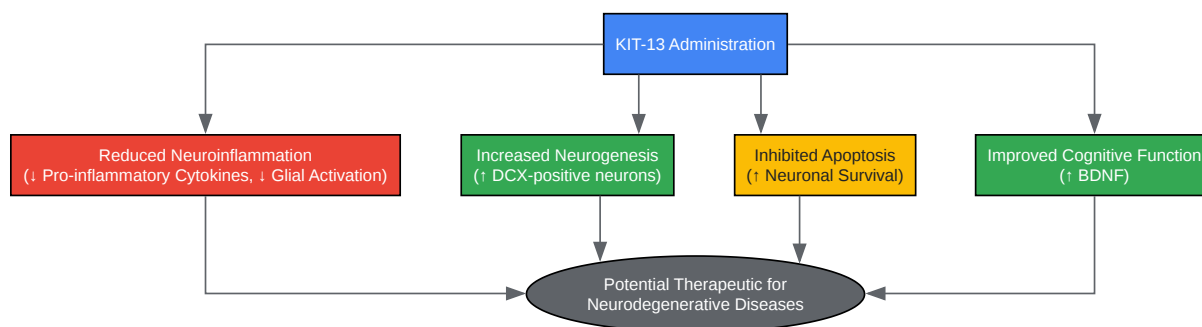 KIT-13 Administration
Reduced Neuroinflammation
(↓ Pro-inflammatory Cytokines, ↓ Glial Activation)
Increased Neurogenesis
(↑ DCX-positive neurons)
Inhibited Apoptosis
(↑ Neuronal Survival)
Improved Cognitive Function
(↑ BDNF)
Potential Therapeutic for
Neurodegenerative Diseases